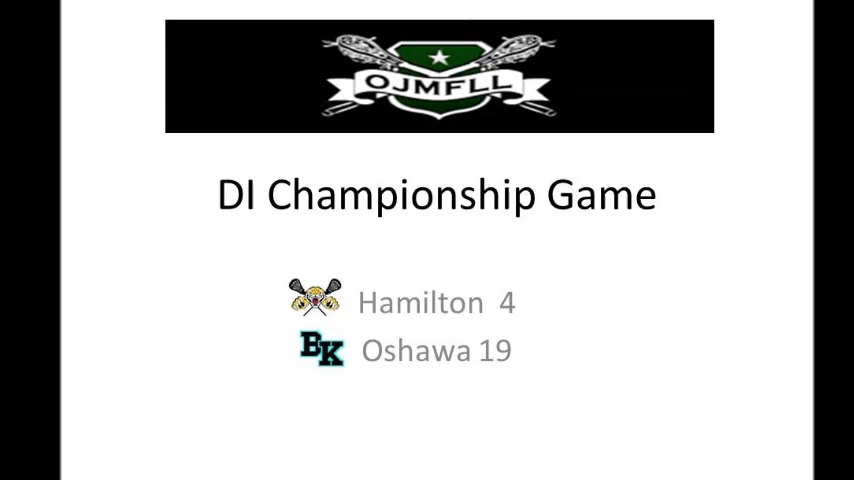 OJMFLL
DI Championship Game
Hamilton 4
BK
Oshawa 19